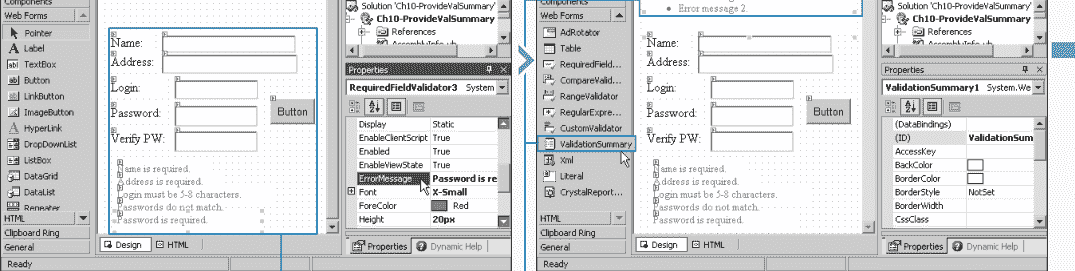 Components
Web Forms
Pointer
Label
TextBox
Button
LinkButton
ImageButton
HyperLink
DropDownList
ListBox
DataGrid
DataList
Repeater
HTML
Clipboard Ring
General
Ready
Name:
Address:
Login:
Password:
Button
Verify PW:
Name is required.
Address is required.
Login must be 5-8 characters.
Passwords do not match.
Password is required.
Design
HTML
Solution 'Ch10-ProvideValSummary'
Ch10-ProvideValSummary
References
AssemblyInfo.vb
Properties
RequiredFieldValidator3 System.
Display Static
EnableClientScript True
Enabled True
EnableViewState True
ErrorMessage Password is re
Font X-Small
ForeColor Red
Height 20px
Properties
Dynamic Help
Components
Web Forms
AdRotator
Table
RequiredField...
CompareValid...
RangeValidator
RegularExpre...
CustomValidator
ValidationSummary
Xml
Literal
CrystalReport...
HTML
Clipboard Ring
General
Ready
• Error message 2.
Name:
Address:
Login:
Password:
Button
Verify PW:
Name is required.
Address is required.
Login must be 5-8 characters.
Passwords do not match.
Password is required.
Design
HTML
Solution 'Ch10-ProvideValSummary'
Ch10-ProvideValSummary
References
Properties
ValidationSummary1 System.We
(DataBindings)
(ID) ValidationSum
AccessKey
BackColor
BorderColor
BorderStyle NotSet
BorderWidth
CssClass
Properties
Dynamic Help